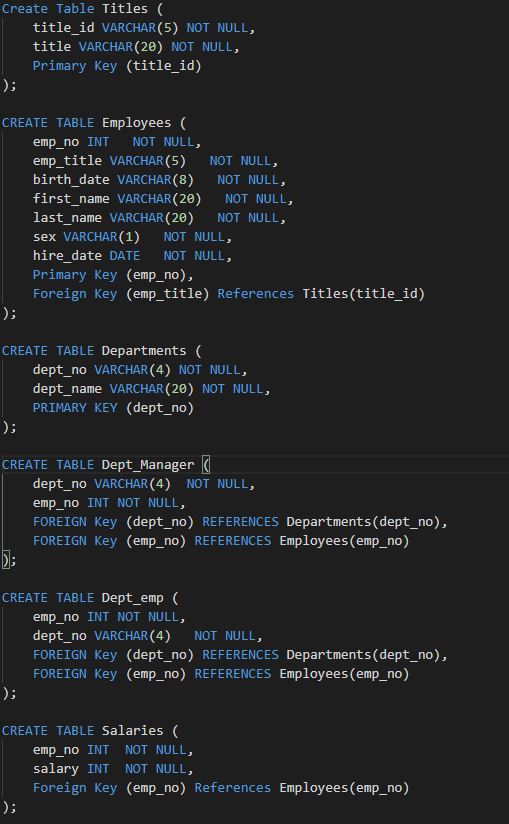 Create Table Titles (
    title_id VARCHAR(5) NOT NULL,
    title VARCHAR(20) NOT NULL,
    Primary Key (title_id)
);

CREATE TABLE Employees (
    emp_no INT   NOT NULL,
    emp_title VARCHAR(5)   NOT NULL,
    birth_date VARCHAR(8)   NOT NULL,
    first_name VARCHAR(20)   NOT NULL,
    last_name VARCHAR(20)   NOT NULL,
    sex VARCHAR(1)   NOT NULL,
    hire_date DATE   NOT NULL,
    Primary Key (emp_no),
    Foreign Key (emp_title) References Titles(title_id)
);

CREATE TABLE Departments (
    dept_no VARCHAR(4) NOT NULL,
    dept_name VARCHAR(20) NOT NULL,
    PRIMARY KEY (dept_no)
);

CREATE TABLE Dept_Manager (
    dept_no VARCHAR(4)  NOT NULL,
    emp_no INT NOT NULL,
    FOREIGN Key (dept_no) REFERENCES Departments(dept_no),
    FOREIGN Key (emp_no) REFERENCES Employees(emp_no)
);

CREATE TABLE Dept_emp (
    emp_no INT NOT NULL,
    dept_no VARCHAR(4)   NOT NULL,
    FOREIGN Key (dept_no) REFERENCES Departments(dept_no),
    FOREIGN Key (emp_no) REFERENCES Employees(emp_no)
);

CREATE TABLE Salaries (
    emp_no INT  NOT NULL,
    salary INT  NOT NULL,
    Foreign Key (emp_no) References Employees(emp_no)
);